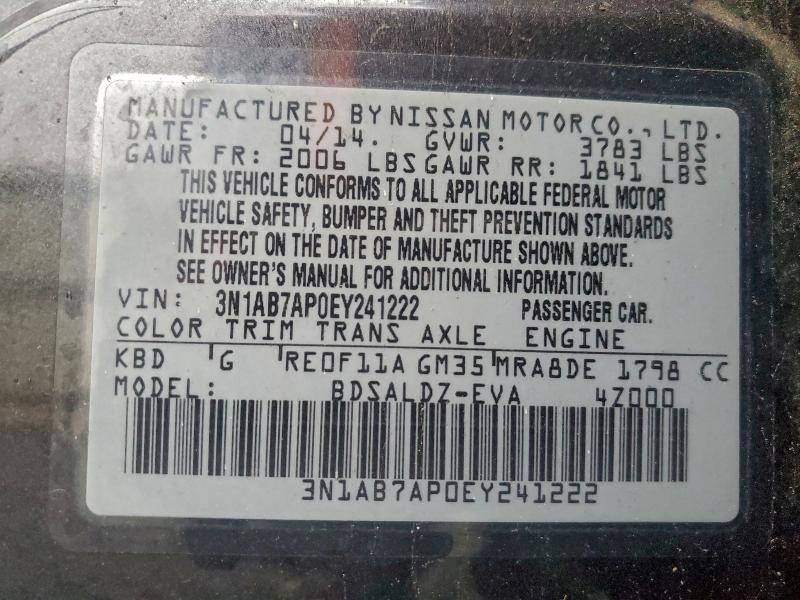 MANUFACTURED BY NISSAN MOTOR CO., LTD.
DATE: 04/14. GVWR: 3783 LBS
GAWR FR: 2006 LBS GAWR RR: 1841 LBS
THIS VEHICLE CONFORMS TO ALL APPLICABLE FEDERAL MOTOR
VEHICLE SAFETY, BUMPER AND THEFT PREVENTION STANDARDS
IN EFFECT ON THE DATE OF MANUFACTURE SHOWN ABOVE.
SEE OWNER'S MANUAL FOR ADDITIONAL INFORMATION.
VIN: 3N1AB7AP0EY241222 PASSENGER CAR.
COLOR TRIM TRANS AXLE ENGINE
KBD G RE0F11A GM35 MRA8DE 1798 CC
MODEL: BDSALDZ-EVA 4Z000
3N1AB7AP0EY241222